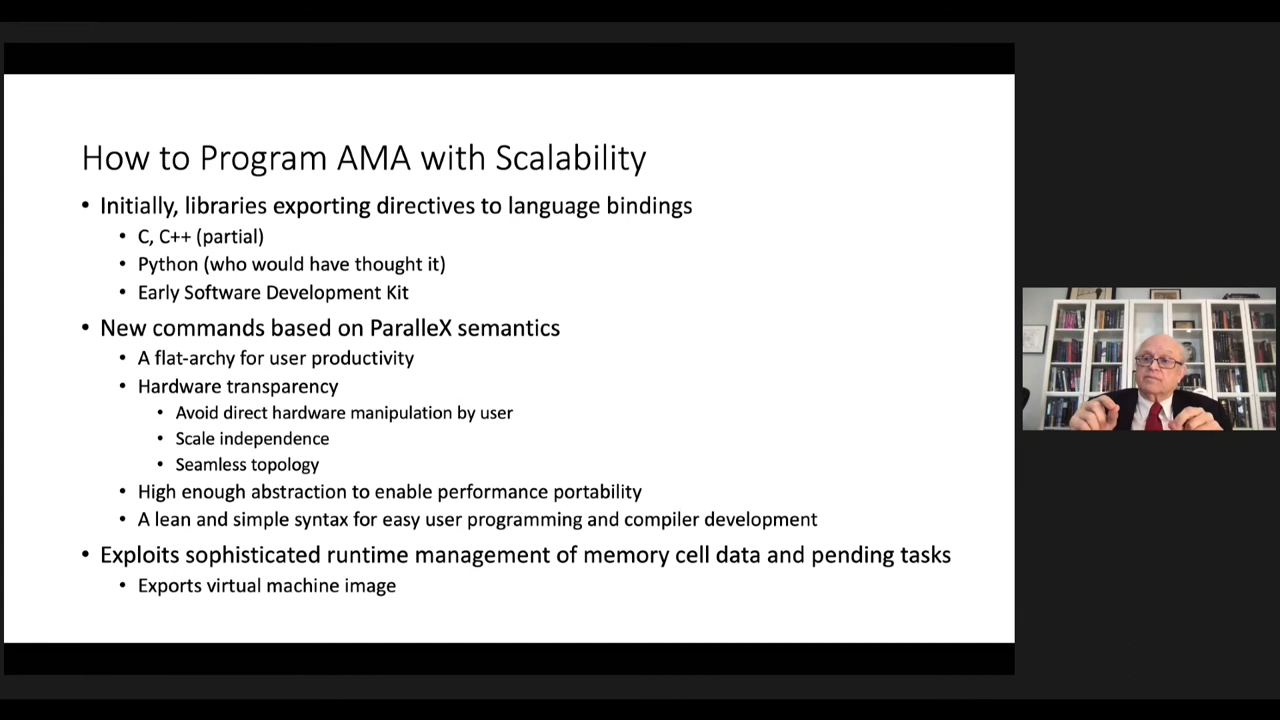 How to Program AMA with Scalability
• Initially, libraries exporting directives to language bindings
• C, C++ (partial)
• Python (who would have thought it)
• Early Software Development Kit
• New commands based on ParalleX semantics
• A flat-archy for user productivity
• Hardware transparency
• Avoid direct hardware manipulation by user
• Scale independence
• Seamless topology
• High enough abstraction to enable performance portability
• A lean and simple syntax for easy user programming and compiler development
• Exploits sophisticated runtime management of memory cell data and pending tasks
• Exports virtual machine image